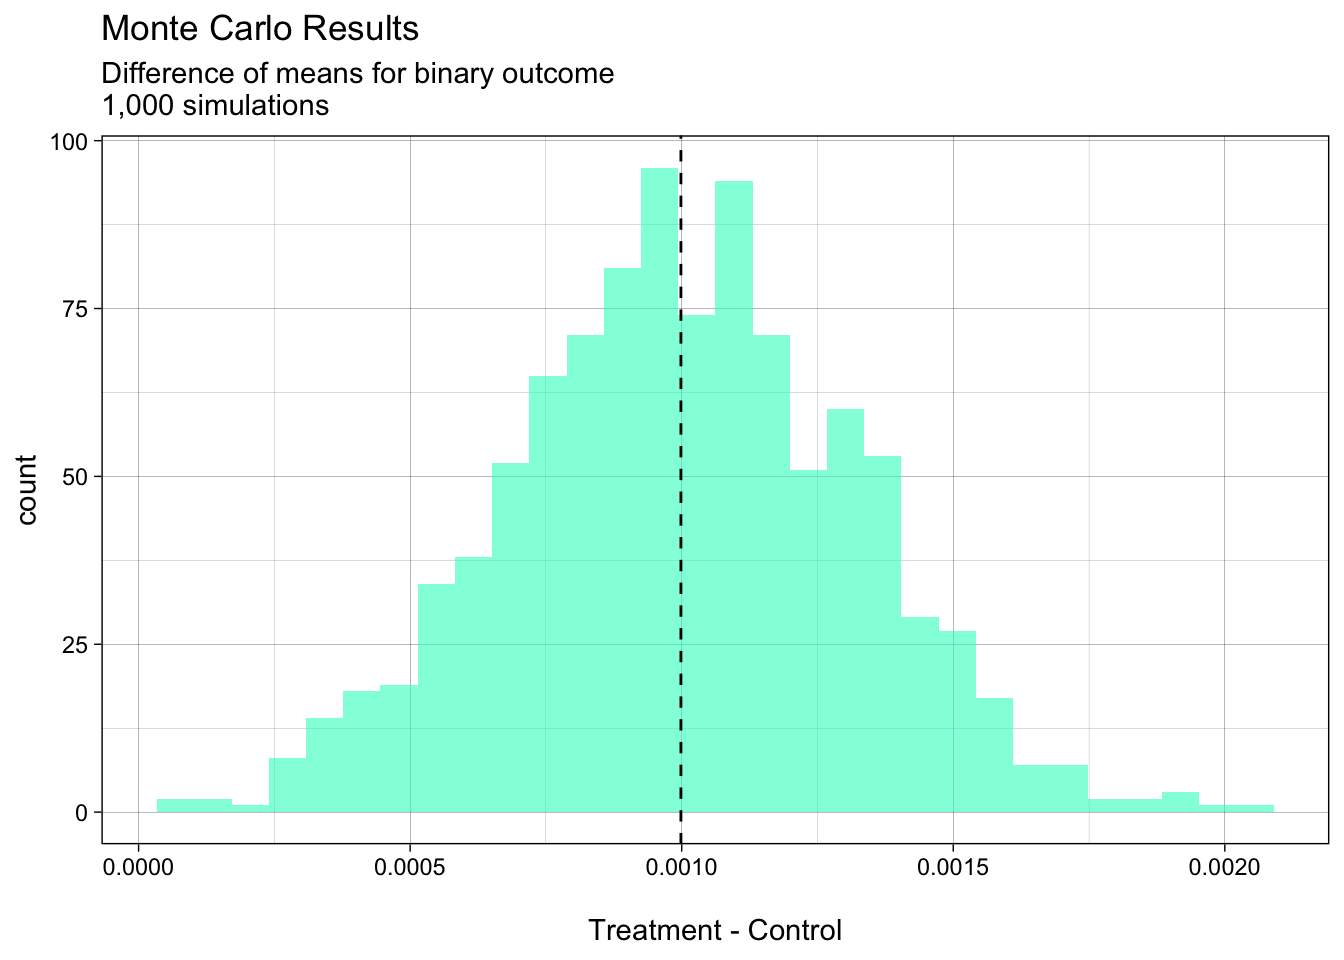 Monte Carlo Results
Difference of means for binary outcome
1,000 simulations
100
75
50
25
0
count
0.0000
0.0005
0.0010
0.0015
0.0020
Treatment - Control